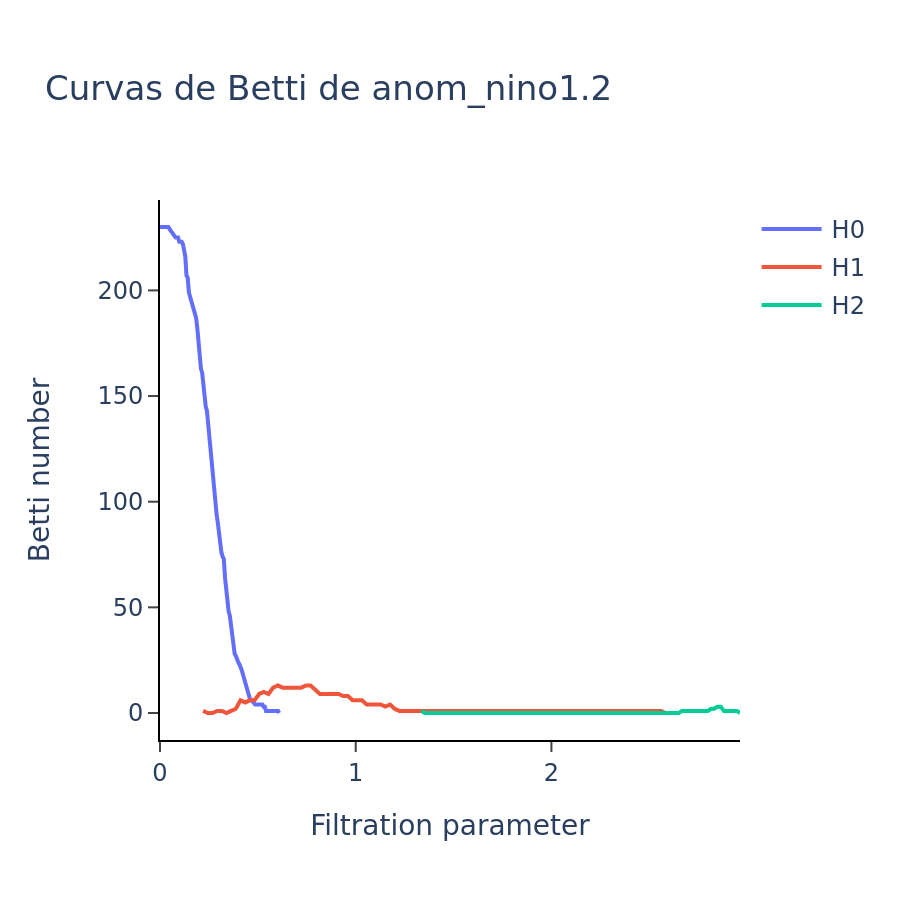 Curvas de Betti de anom_nino1.2
H0
H1
H2
200
150
100
50
0
Betti number
0 1 2
Filtration parameter